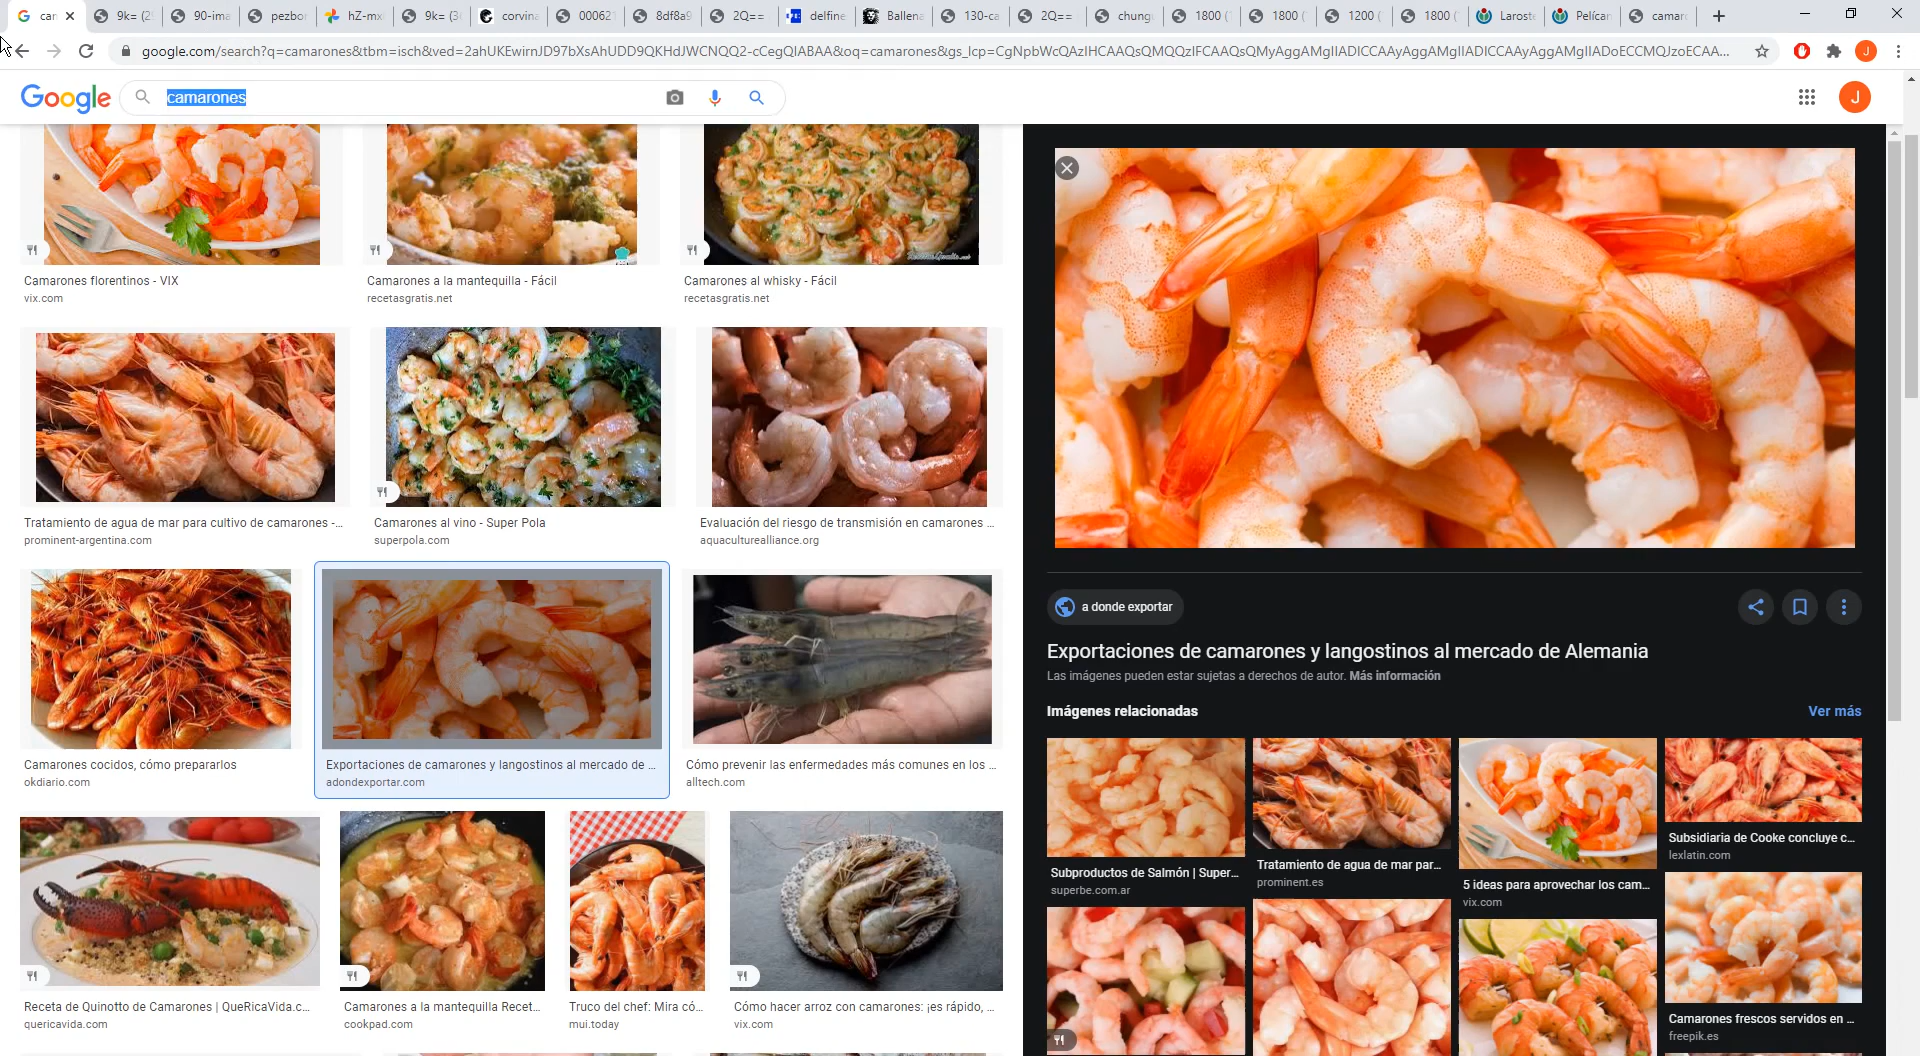 can
9k= (2
90-ima
pezbor
hZ-mx
9k= (3
corvina
00062
8df8a9
2Q==
delfine
Ballena
130-ca
2Q==
chung
1800 (
1800 (
1200 (
1800 (
Larost
Pelícan
camar
google.com/search?q=camarones&tbm=isch&ved=2ahUKEwirnJD97bXsAhUDD9QKHdJWCNQQ2-cCegQIABAA&oq=camarones&gs_lcp=CgNpbWcQAzIHCAAQsQMQQzIFCAAQsQMyAggAMgIIADICCAAyAggAMgIIADICCAAyAggAMgIIADoECCMQJzoECAA...
J
Google
camarones
J
Camarones florentinos - VIX
vix.com
Camarones a la mantequilla - Fácil
recetasgratis.net
Camarones al whisky - Fácil
recetasgratis.net
Tratamiento de agua de mar para cultivo de camarones -...
prominent-argentina.com
Camarones al vino - Super Pola
superpola.com
Evaluación del riesgo de transmisión en camarones ...
aquaculturealliance.org
Camarones cocidos, cómo prepararlos
okdiario.com
Exportaciones de camarones y langostinos al mercado de ...
adondexportar.com
Cómo prevenir las enfermedades más comunes en los ...
alltech.com
Receta de Quinotto de Camarones | QueRicaVida.c...
quericavida.com
Camarones a la mantequilla Recet...
cookpad.com
Truco del chef: Mira có...
mui.today
Cómo hacer arroz con camarones: ¡es rápido, ...
vix.com
a donde exportar
Exportaciones de camarones y langostinos al mercado de Alemania
Las imágenes pueden estar sujetas a derechos de autor. Más información
Imágenes relacionadas
Ver más
Subproductos de Salmón | Super...
superbe.com.ar
Tratamiento de agua de mar par...
prominent.es
5 ideas para aprovechar los cam...
vix.com
Subsidiaria de Cooke concluye c...
lexlatin.com
Camarones frescos servidos en ...
freepik.es